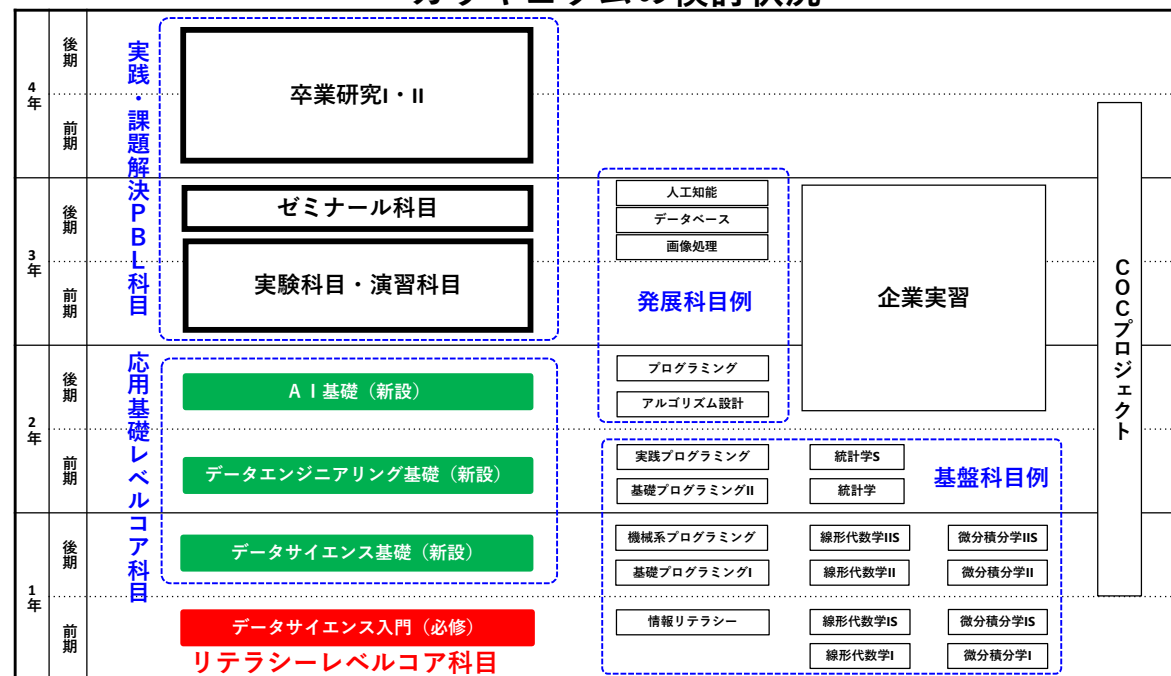 カリキュラムの検討状況
4年
後期
前期
実践・課題解決PBL科目
卒業研究I・II
3年
後期
前期
ゼミナール科目
実験科目・演習科目
人工知能
データベース
画像処理
発展科目例
企業実習
COCプロジェクト
2年
後期
前期
応用基礎レベルコア科目
AI基礎（新設）
プログラミング
アルゴリズム設計
データエンジニアリング基礎（新設）
実践プログラミング
統計学S
基盤科目例
基礎プログラミングII
統計学
1年
後期
前期
データサイエンス基礎（新設）
機械系プログラミング
線形代数学IIS
微分積分学IIS
基礎プログラミングI
線形代数学II
微分積分学II
データサイエンス入門（必修）
リテラシーレベルコア科目
情報リテラシー
線形代数学IS
微分積分学IS
線形代数学I
微分積分学I